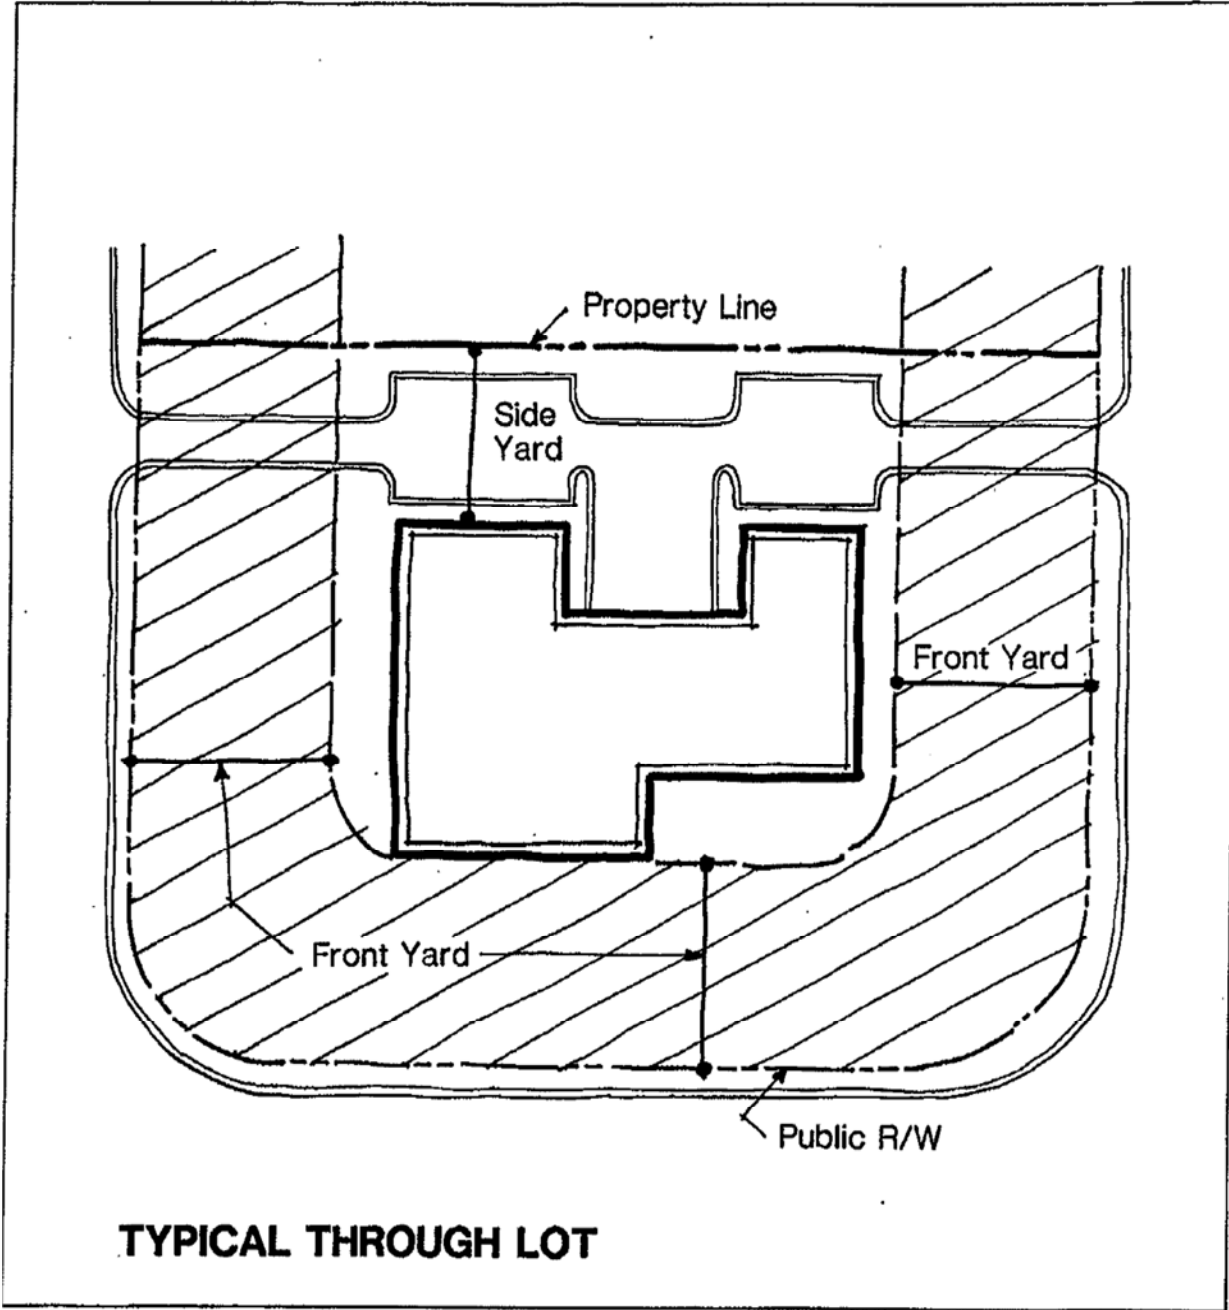 Property Line
Side
Yard
Front Yard
Front Yard
Public R/W
TYPICAL THROUGH LOT